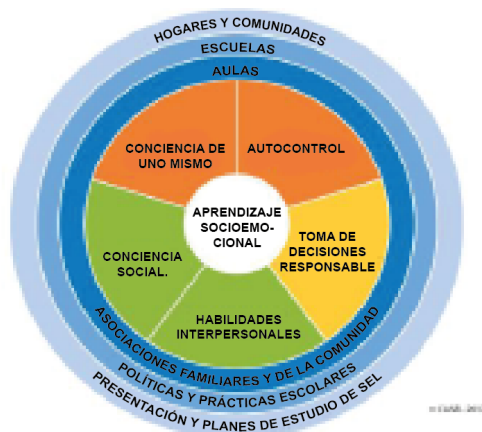 HOGARES Y COMUNIDADES
ESCUELAS
AULAS
CONCIENCIA DE
UNO MISMO
AUTOCONTROL
APRENDIZAJE
SOCIOEMO-
CIONAL
CONCIENCIA
SOCIAL.
TOMA DE
DECISIONES
RESPONSABLE
HABILIDADES
INTERPERSONALES
ASOCIACIONES FAMILIARES Y DE LA COMUNIDAD
POLÍTICAS Y PRÁCTICAS ESCOLARES
PRESENTACIÓN Y PLANES DE ESTUDIO DE SEL